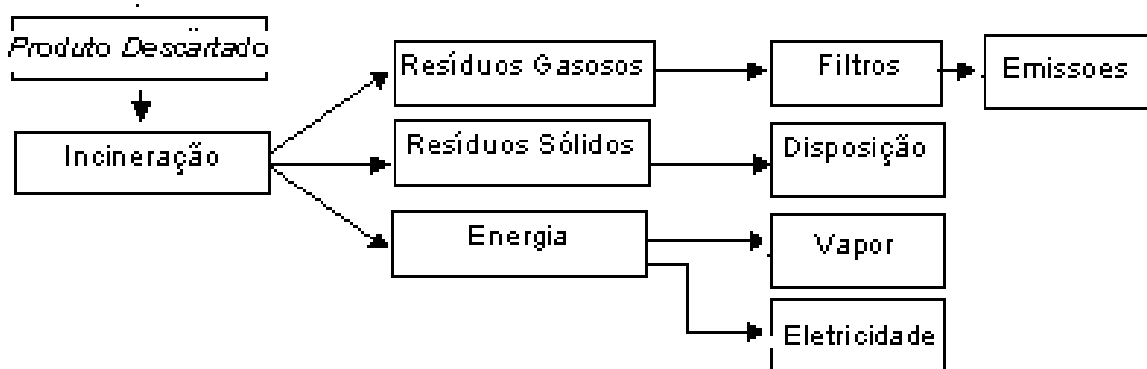 Produto Descartado
Incineração
Resíduos Gasosos
Filtros
Emissoes
Resíduos Sólidos
Disposição
Energia
Vapor
Eletricidade